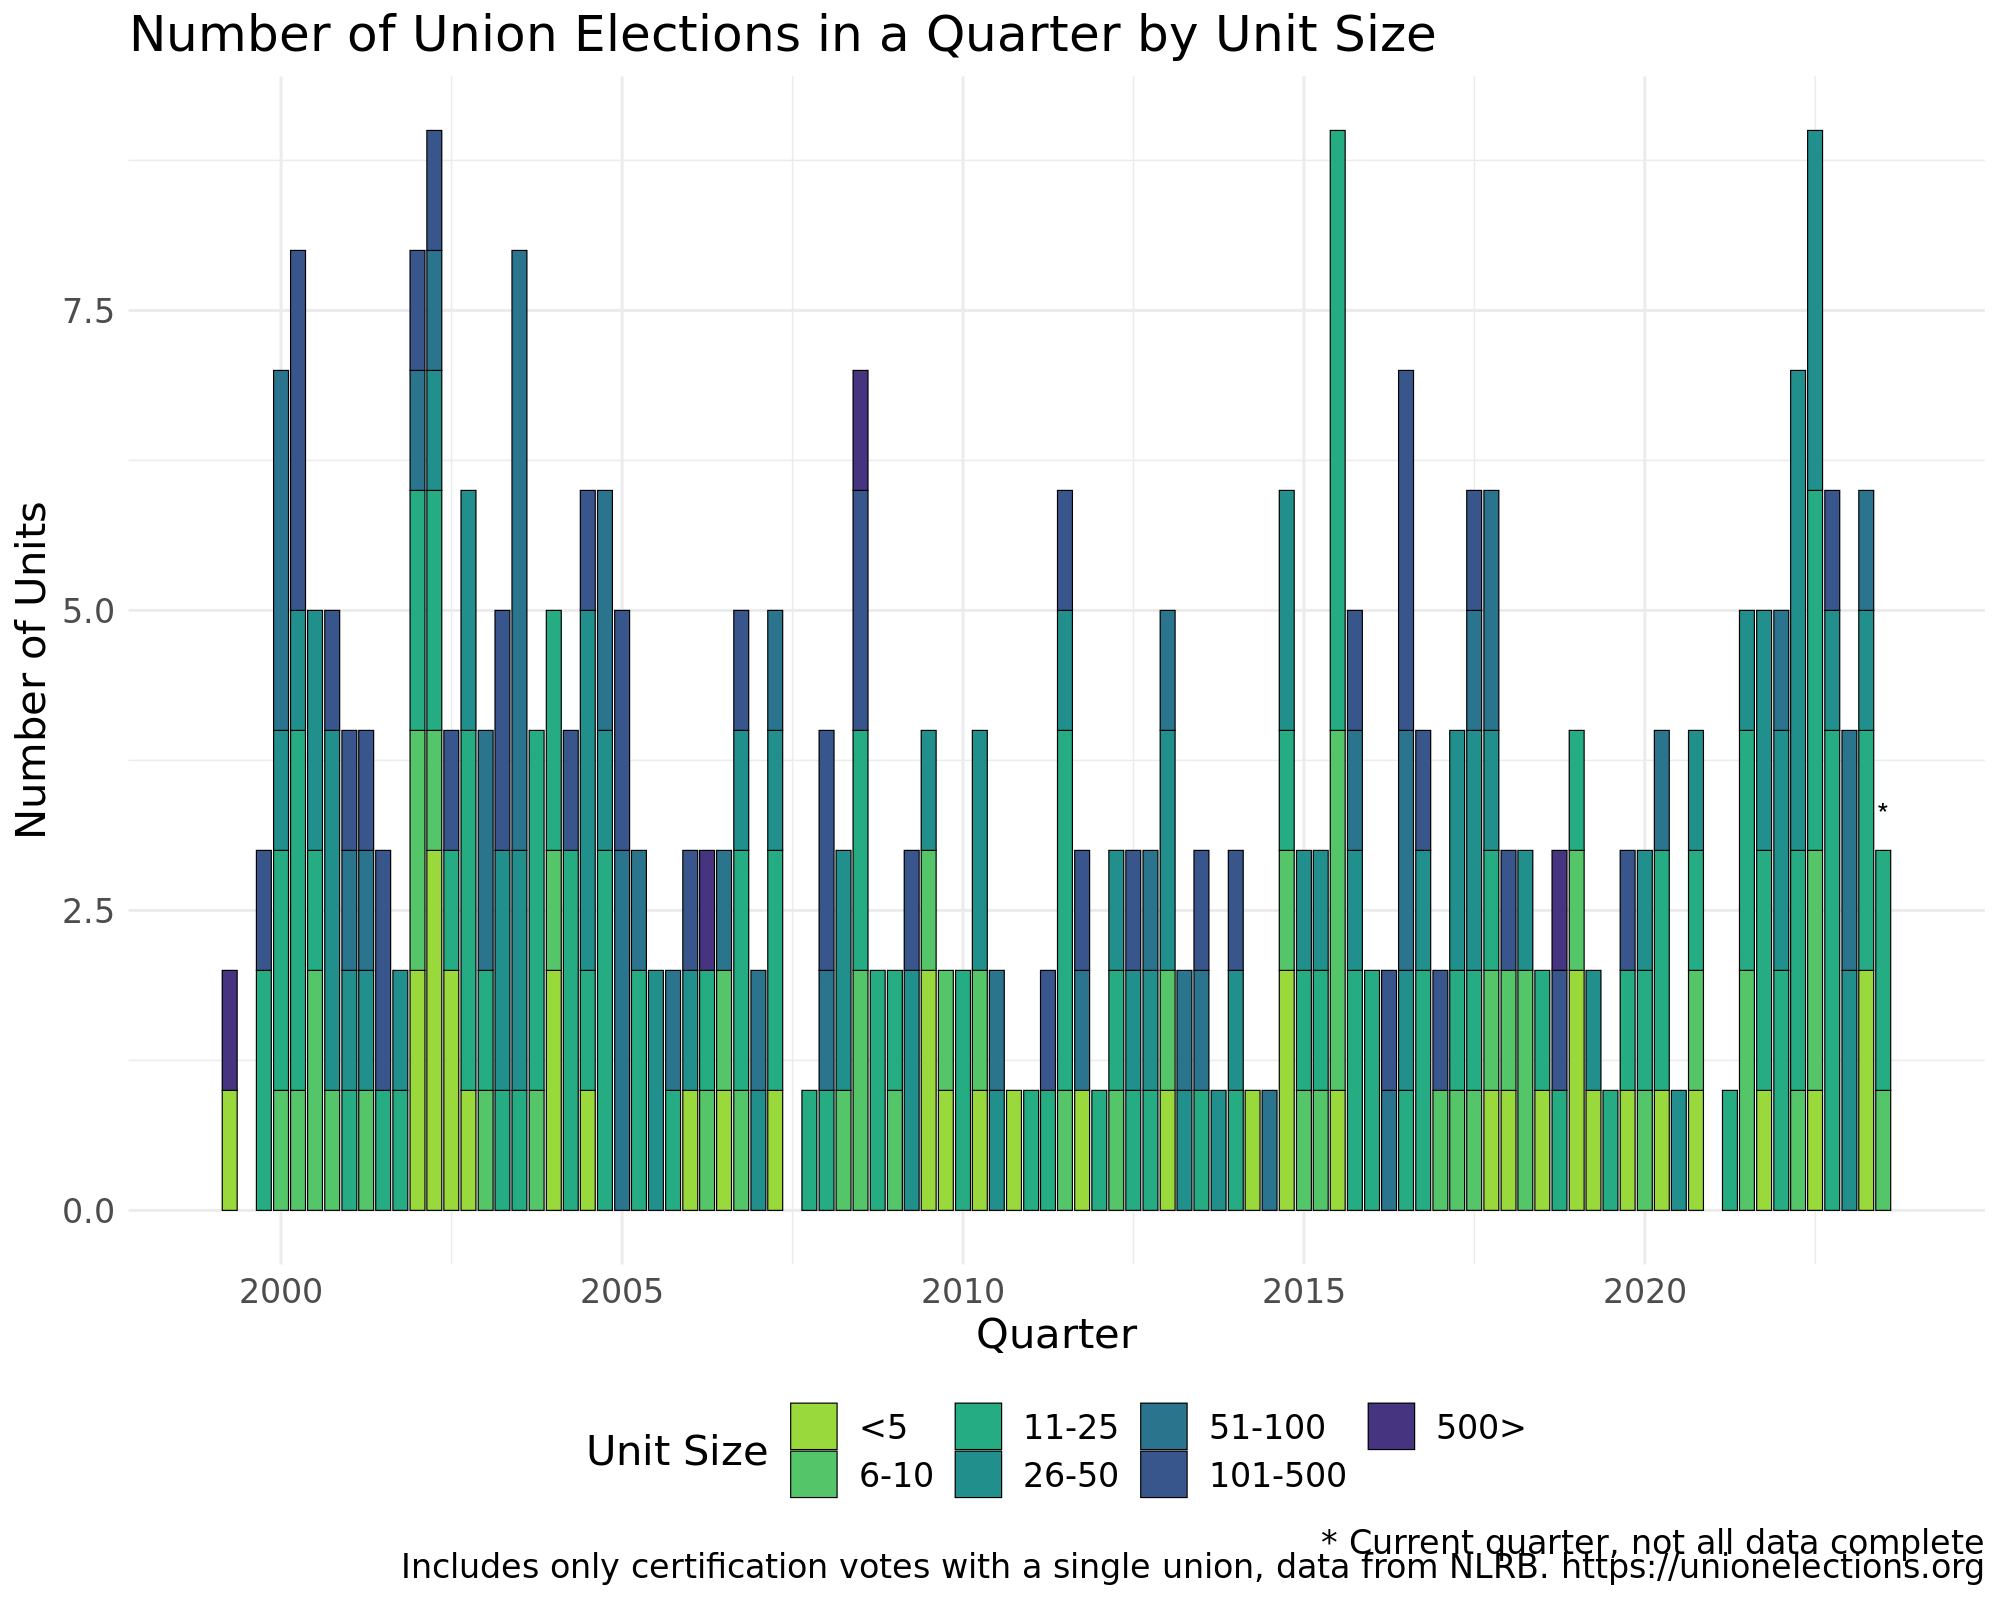 Number of Union Elections in a Quarter by Unit Size
Number of Units
7.5
5.0
2.5
0.0
*
2000 2005 2010 2015 2020
Quarter
Unit Size
<5 11-25 51-100 500>
6-10 26-50 101-500
* Current quarter, not all data complete
Includes only certification votes with a single union, data from NLRB. https://unionelections.org